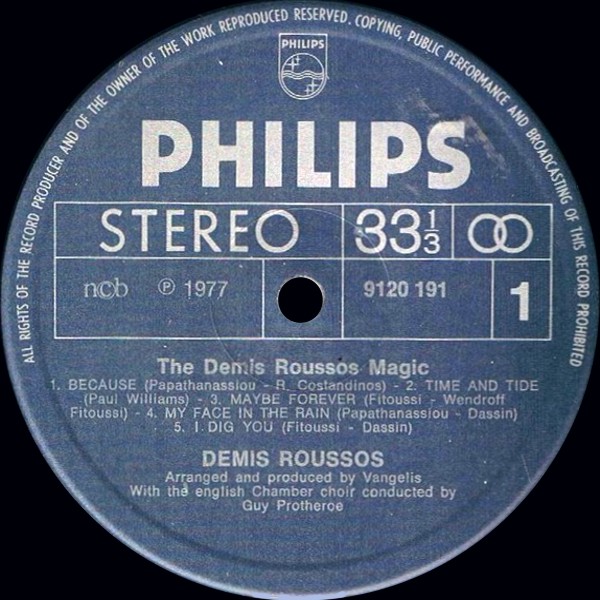 ALL RIGHTS OF THE RECORD PRODUCER AND OF THE OWNER OF THE WORK REPRODUCED RESERVED. COPYING, PUBLIC PERFORMANCE AND BROADCASTING OF THIS RECORD PROHIBITED
PHILIPS
PHILIPS
STEREO 33 1/3
n©b ℗ 1977 9120 191 1
The Demis Roussos Magic
1. BECAUSE (Papathanassiou - R. Costandinos) - 2. TIME AND TIDE
(Paul Williams) - 3. MAYBE FOREVER (Fitoussi - Wendroff
Fitoussi) - 4. MY FACE IN THE RAIN (Papathanassiou - Dassin)
5. I DIG YOU (Fitoussi - Dassin)
DEMIS ROUSSOS
Arranged and produced by Vangelis
With the english Chamber choir conducted by
Guy Protheroe